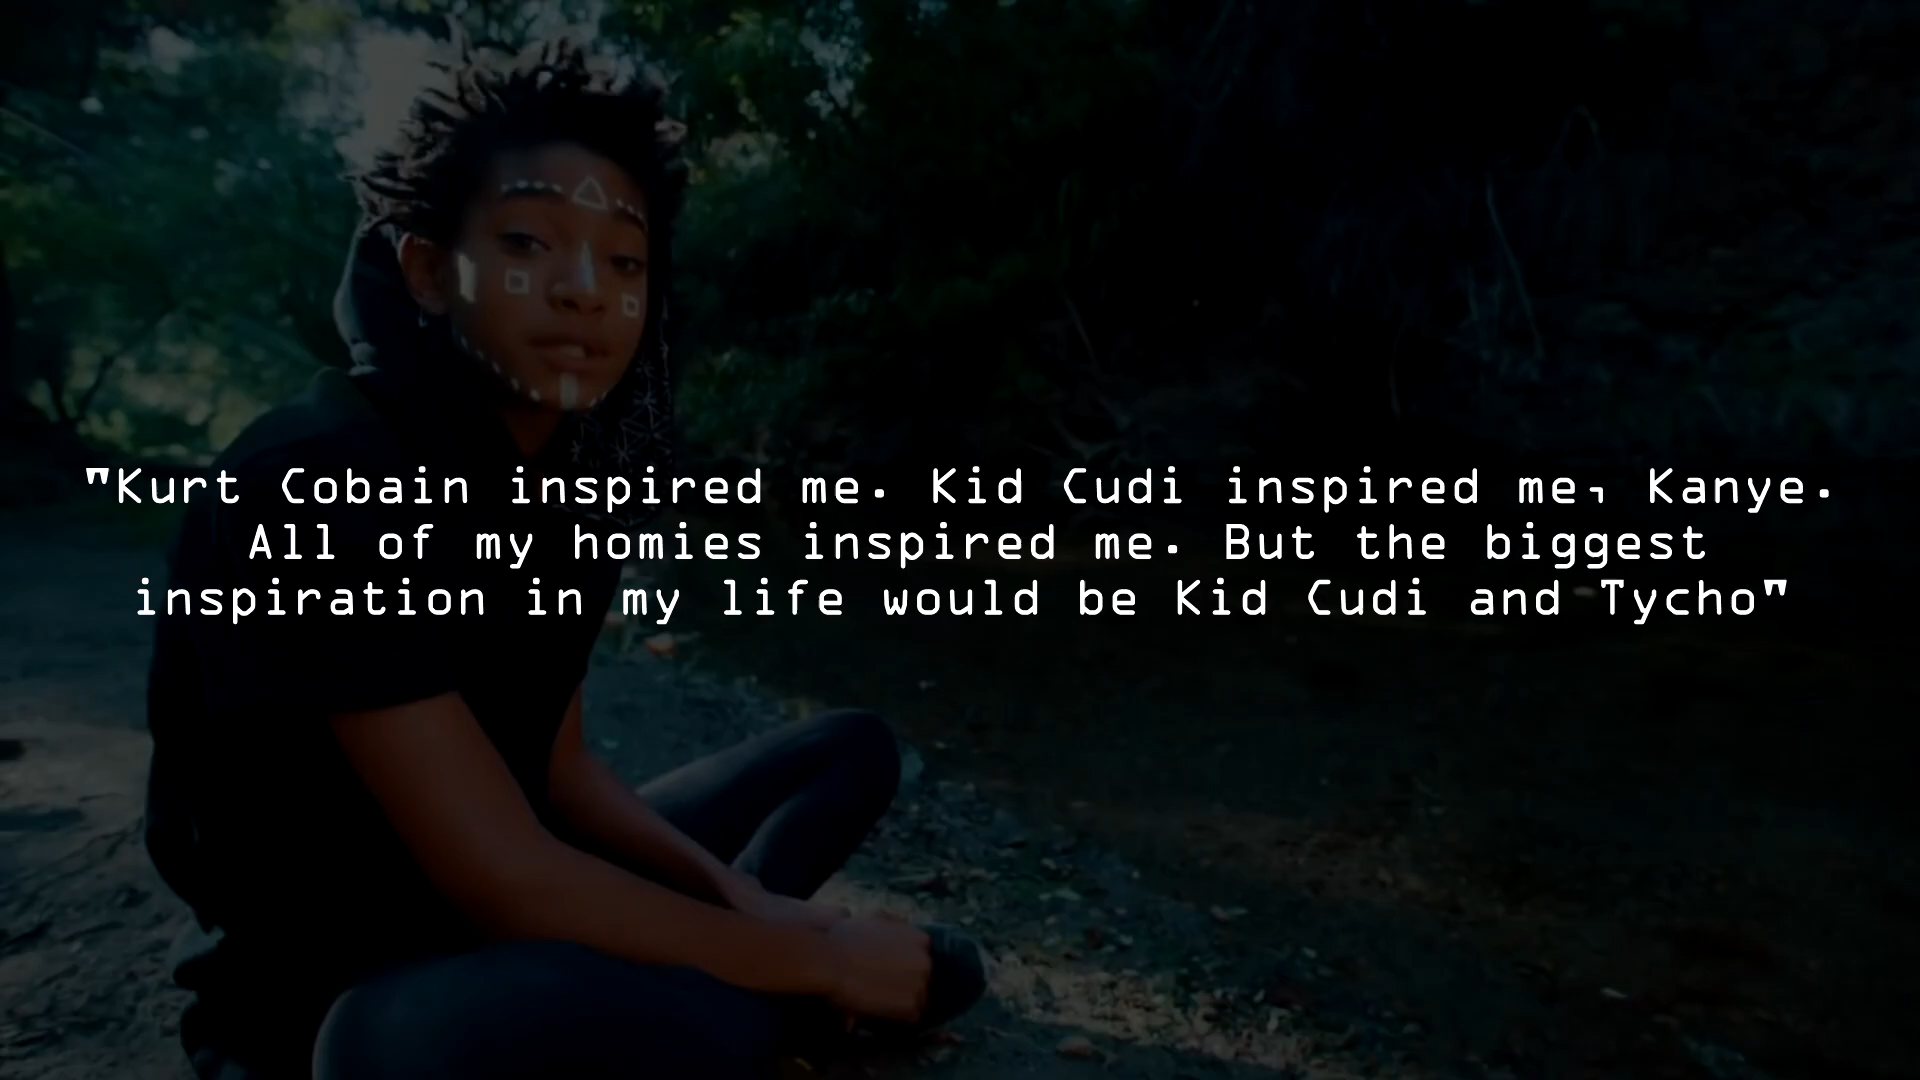 "Kurt Cobain inspired me. Kid Cudi inspired me, Kanye.
All of my homies inspired me. But the biggest
inspiration in my life would be Kid Cudi and Tycho"